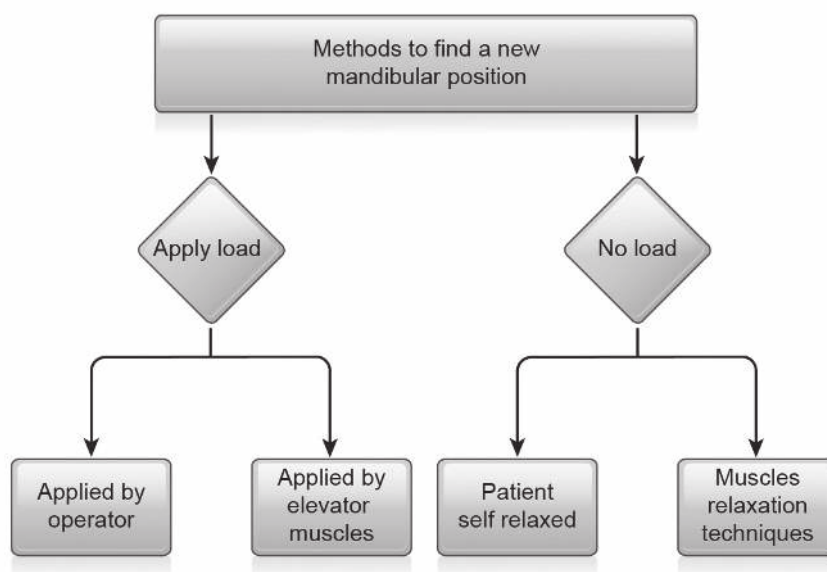 Methods to find a new
mandibular position
Apply load
No load
Applied by
operator
Applied by
elevator
muscles
Patient
self relaxed
Muscles
relaxation
techniques